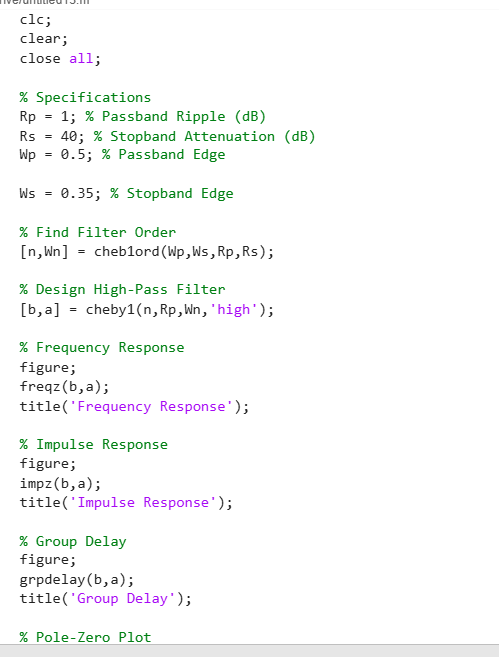 clc;
clear;
close all;
% Specifications
Rp = 1; % Passband Ripple (dB)
Rs = 40; % Stopband Attenuation (dB)
Wp = 0.5; % Passband Edge
Ws = 0.35; % Stopband Edge
% Find Filter Order
[n,Wn] = cheb1ord(Wp,Ws,Rp,Rs);
% Design High-Pass Filter
[b,a] = cheby1(n,Rp,Wn,'high');
% Frequency Response
figure;
freqz(b,a);
title('Frequency Response');
% Impulse Response
figure;
impz(b,a);
title('Impulse Response');
% Group Delay
figure;
grpdelay(b,a);
title('Group Delay');
% Pole-Zero Plot